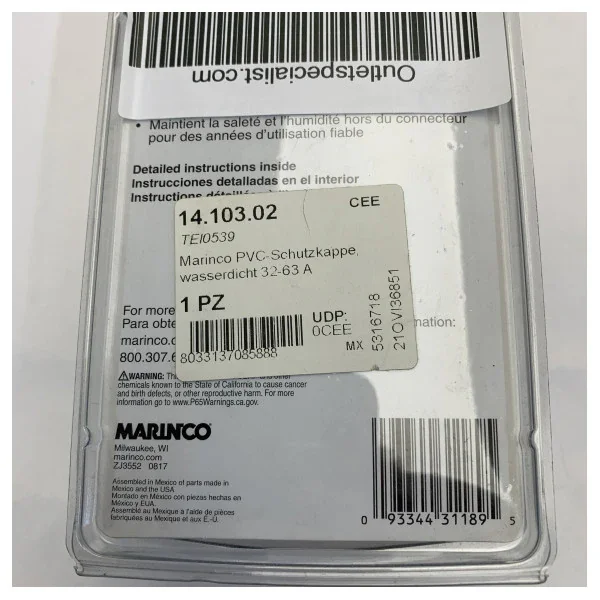 Outletspecialist.com
• Maintient la saleté et l'humidité hors du connecteur
pour des années d'utilisation fiable
Detailed instructions inside
Instrucciones detalladas en el interior
Instructions
14.103.02
CEE
TEI0539
Marinco PVC-Schutzkappe,
wasserdicht 32-63 A
1 PZ
UDP:
0CEE
MX
8033137085888
5316718
21OVI36851
For more
Para obte
mation:
marinco.
800.307.6
WARNING:
chemicals known to the State of California to cause cancer
and birth defects, or other reproductive harm. For more
information go to www.P65Warnings.ca.gov.
MARINCO
Milwaukee, WI
marinco.com
ZJ3552 0817
Assembled in Mexico of parts made in
Mexico and the USA
Montado en México con piezas hechas en
México y EUA
Assemblé au Mexique à l'aide de pièces
fabriquées au Mexique et aux É.-U.
0 93344 31189 5